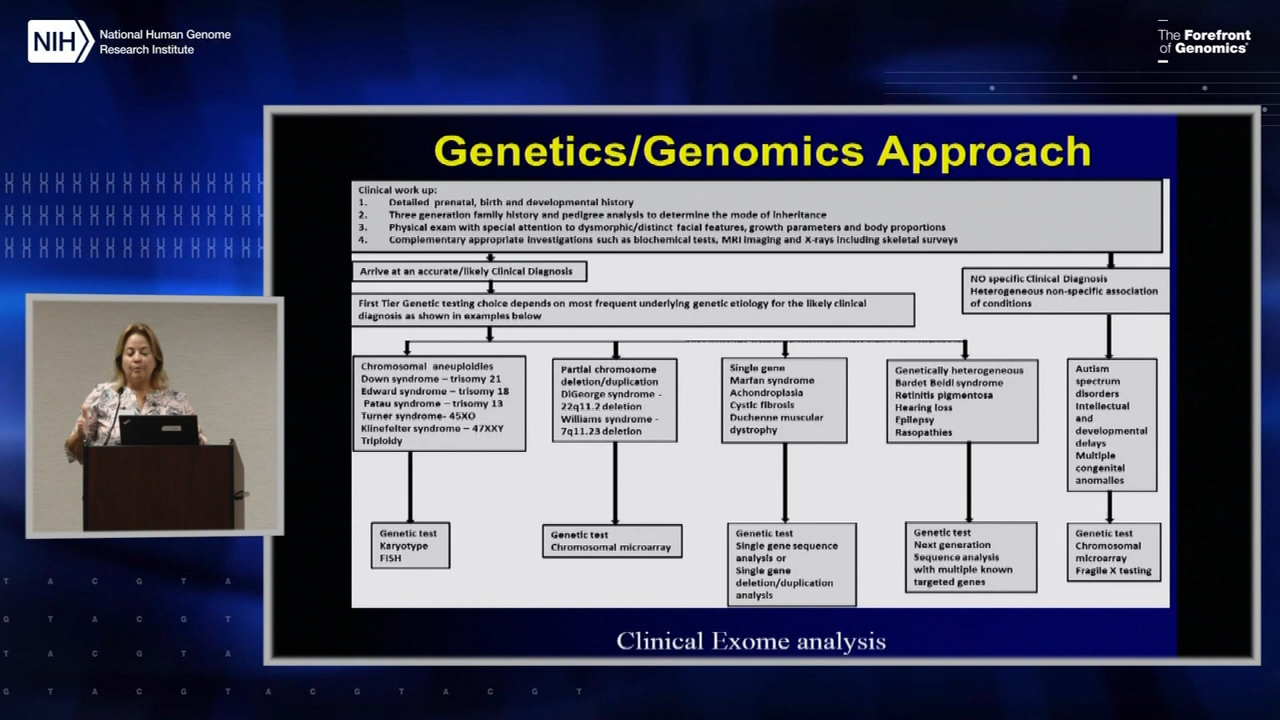 NIH
National Human Genome
Research Institute
The Forefront
of Genomics®
Genetics/Genomics Approach
Clinical work up:
1. Detailed prenatal, birth and developmental history
2. Three generation family history and pedigree analysis to determine the mode of inheritance
3. Physical exam with special attention to dysmorphic/distinct facial features, growth parameters and body proportions
4. Complementary appropriate investigations such as biochemical tests, MRI imaging and X-rays including skeletal surveys
Arrive at an accurate/likely Clinical Diagnosis
NO specific Clinical Diagnosis
Heterogeneous non-specific association
of conditions
First Tier Genetic testing choice depends on most frequent underlying genetic etiology for the likely clinical
diagnosis as shown in examples below
Chromosomal aneuploidies
Down syndrome – trisomy 21
Edward syndrome – trisomy 18
Patau syndrome – trisomy 13
Turner syndrome- 45XO
Klinefelter syndrome – 47XXY
Triploidy
Partial chromosome
deletion/duplication
DiGeorge syndrome -
22q11.2 deletion
Williams syndrome -
7q11.23 deletion
Single gene
Marfan syndrome
Achondroplasia
Cystic fibrosis
Duchenne muscular
dystrophy
Genetically heterogeneous
Bardet Beidl syndrome
Retinitis pigmentosa
Hearing loss
Epilepsy
Rasopathies
Autism
spectrum
disorders
Intellectual
and
developmental
delays
Multiple
congenital
anomalies
Genetic test
Karyotype
FISH
Genetic test
Chromosomal microarray
Genetic test
Single gene sequence
analysis or
Single gene
deletion/duplication
analysis
Genetic test
Next generation
Sequence analysis
with multiple known
targeted genes
Genetic test
Chromosomal
microarray
Fragile X testing
Clinical Exome analysis
T A C G T A
G T A C G T
T A C G T A
G T A C G T A C G T A C G T